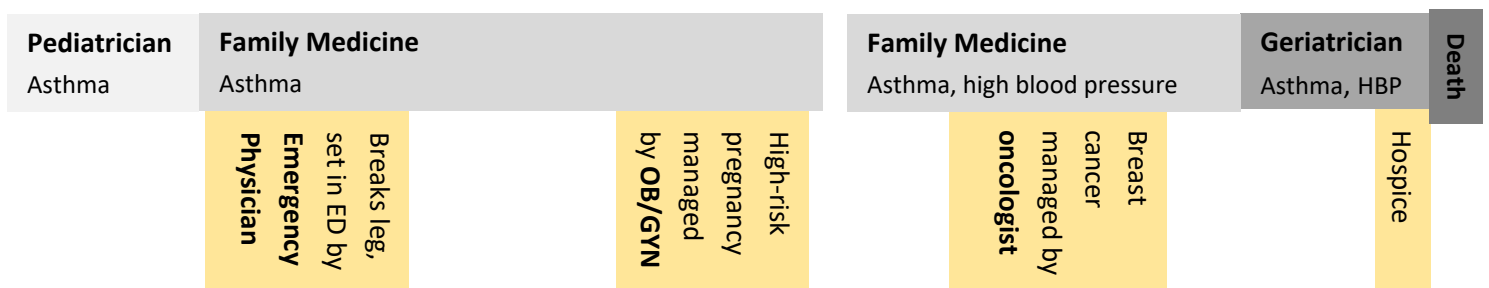 Pediatrician
Asthma
Family Medicine
Asthma
Family Medicine
Asthma, high blood pressure
Geriatrician
Asthma, HBP
Death
Breaks leg,
set in ED by
Emergency
Physician
High-risk
pregnancy
managed
by OB/GYN
Breast
cancer
managed by
oncologist
Hospice